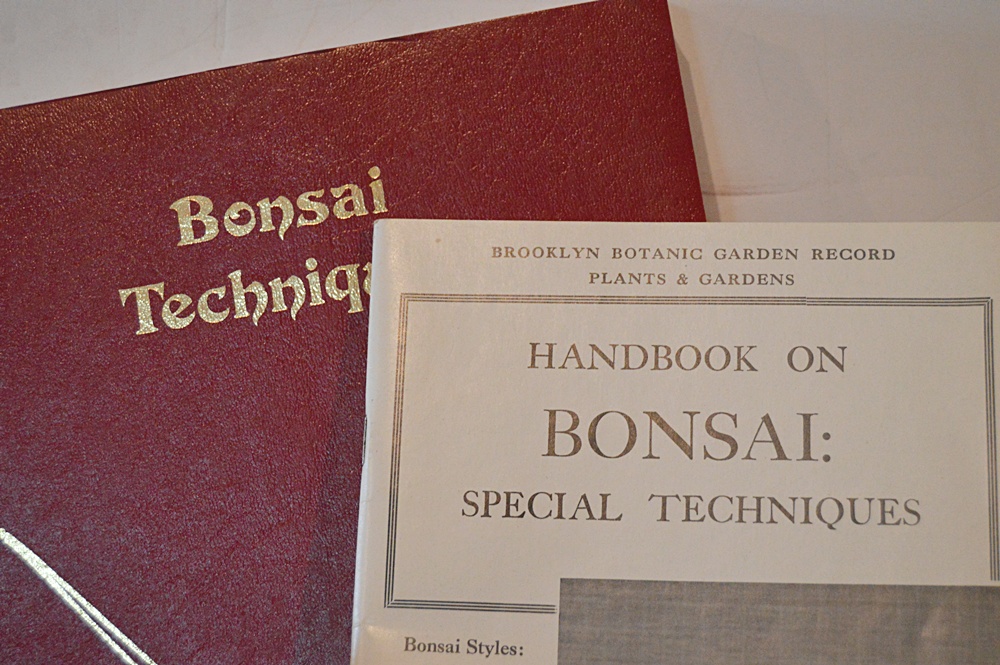 Bonsai
Techniq
BROOKLYN BOTANIC GARDEN RECORD
PLANTS & GARDENS
HANDBOOK ON
BONSAI:
SPECIAL TECHNIQUES
Bonsai Styles: